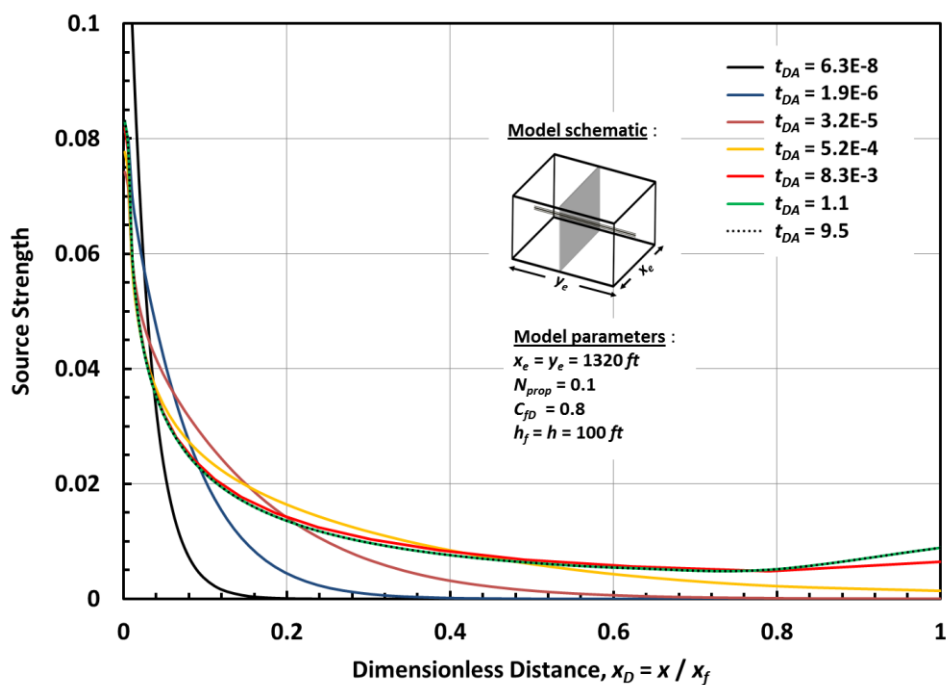 0.1
0.08
0.06
0.04
0.02
0
Source Strength
0
0.2
0.4
0.6
0.8
1
Dimensionless Distance, x_D = x / x_f
t_DA = 6.3E-8
t_DA = 1.9E-6
t_DA = 3.2E-5
t_DA = 5.2E-4
t_DA = 8.3E-3
t_DA = 1.1
t_DA = 9.5
Model schematic :
y_e
x_e
Model parameters :
x_e = y_e = 1320 ft
N_prop = 0.1
C_fD = 0.8
h_f = h = 100 ft